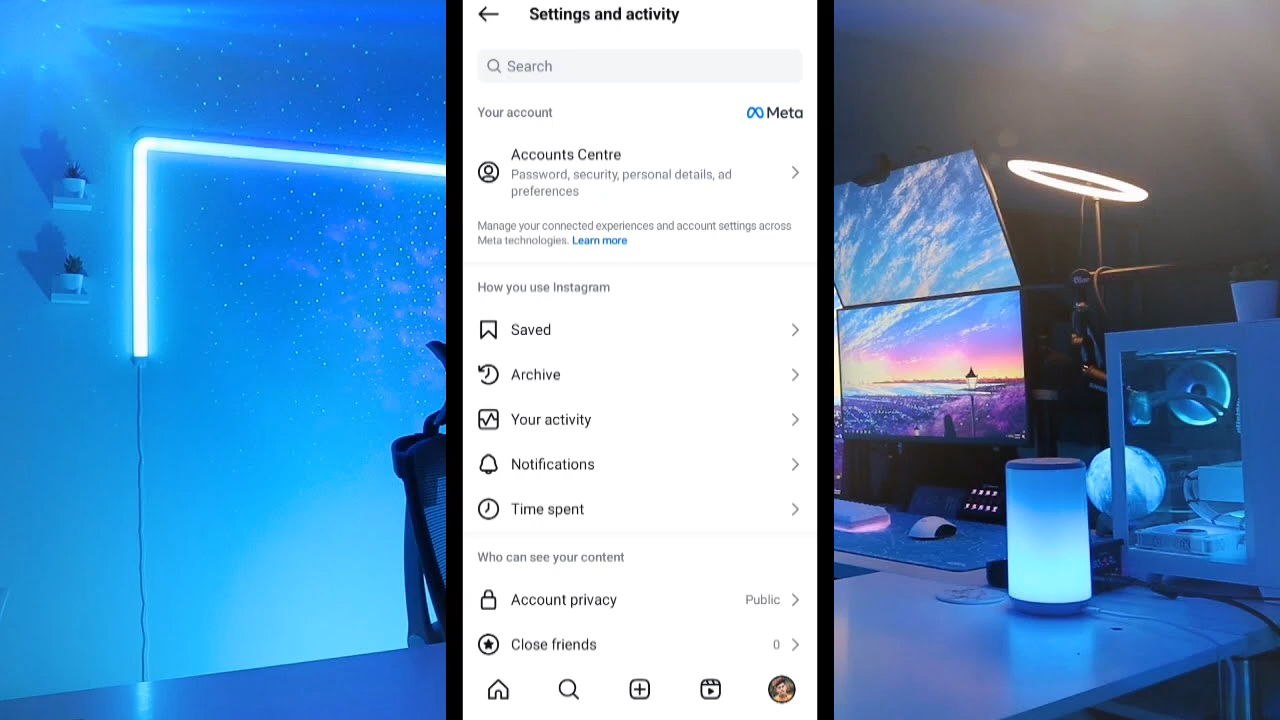 Settings and activity
Search
Your account
Meta
Accounts Centre
Password, security, personal details, ad
preferences
Manage your connected experiences and account settings across
Meta technologies. Learn more
How you use Instagram
Saved
Archive
Your activity
Notifications
Time spent
Who can see your content
Account privacy
Public
Close friends
0